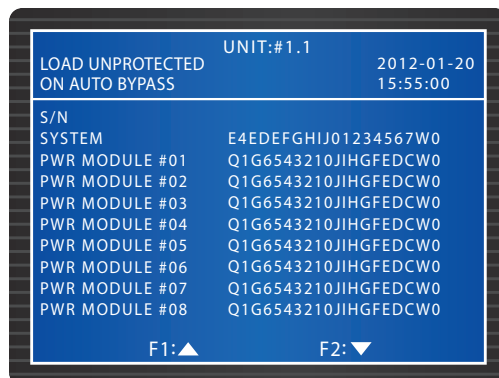 UNIT:#1.1
LOAD UNPROTECTED 2012-01-20
ON AUTO BYPASS 15:55:00
S/N
SYSTEM E4EDEFGHIJ01234567W0
PWR MODULE #01 Q1G6543210JIHGFEDCW0
PWR MODULE #02 Q1G6543210JIHGFEDCW0
PWR MODULE #03 Q1G6543210JIHGFEDCW0
PWR MODULE #04 Q1G6543210JIHGFEDCW0
PWR MODULE #05 Q1G6543210JIHGFEDCW0
PWR MODULE #06 Q1G6543210JIHGFEDCW0
PWR MODULE #07 Q1G6543210JIHGFEDCW0
PWR MODULE #08 Q1G6543210JIHGFEDCW0
F1:▲ F2:▼